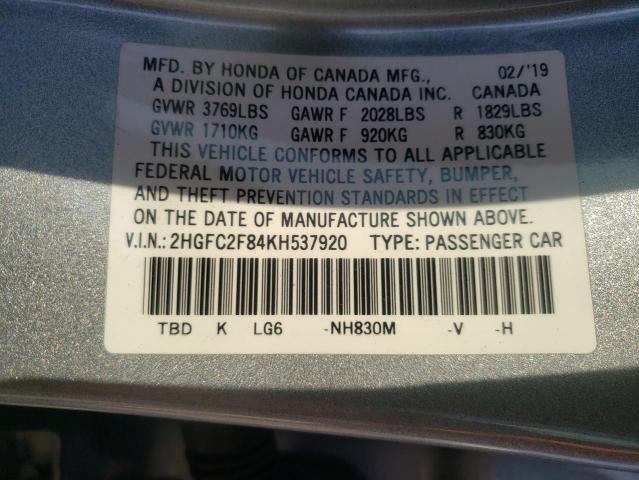 MFD. BY HONDA OF CANADA MFG., 02/'19
A DIVISION OF HONDA CANADA INC. CANADA
GVWR 3769LBS GAWR F 2028LBS R 1829LBS
GVWR 1710KG GAWR F 920KG R 830KG
THIS VEHICLE CONFORMS TO ALL APPLICABLE
FEDERAL MOTOR VEHICLE SAFETY, BUMPER,
AND THEFT PREVENTION STANDARDS IN EFFECT
ON THE DATE OF MANUFACTURE SHOWN ABOVE.
V.I.N.: 2HGFC2F84KH537920 TYPE: PASSENGER CAR
TBD K LG6 -NH830M -V -H